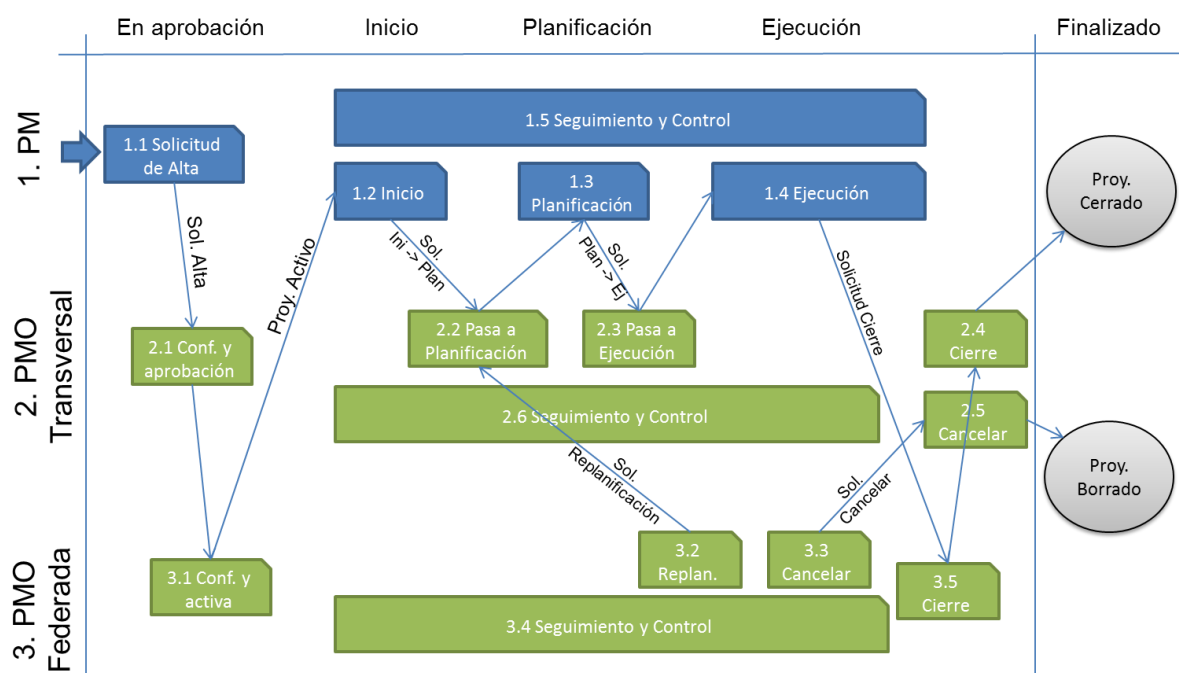 En aprobación
Inicio
Planificación
Ejecución
Finalizado
1. PM
1.5 Seguimiento y Control
1.1 Solicitud
de Alta
1.2 Inicio
1.3
Planificación
1.4 Ejecución
Proy.
Cerrado
Sol. Alta
Proy. Activo
Sol.
Ini -> Plan
Sol.
Plan -> Ej
Solicitud Cierre
2. PMO
Transversal
2.1 Conf. y
aprobación
2.2 Pasa a
Planificación
2.3 Pasa a
Ejecución
2.4
Cierre
2.6 Seguimiento y Control
2.5
Cancelar
Proy.
Borrado
Sol.
Replanificación
Sol.
Cancelar
3. PMO
Federada
3.1 Conf. y
activa
3.2
Replan.
3.3
Cancelar
3.5
Cierre
3.4 Seguimiento y Control